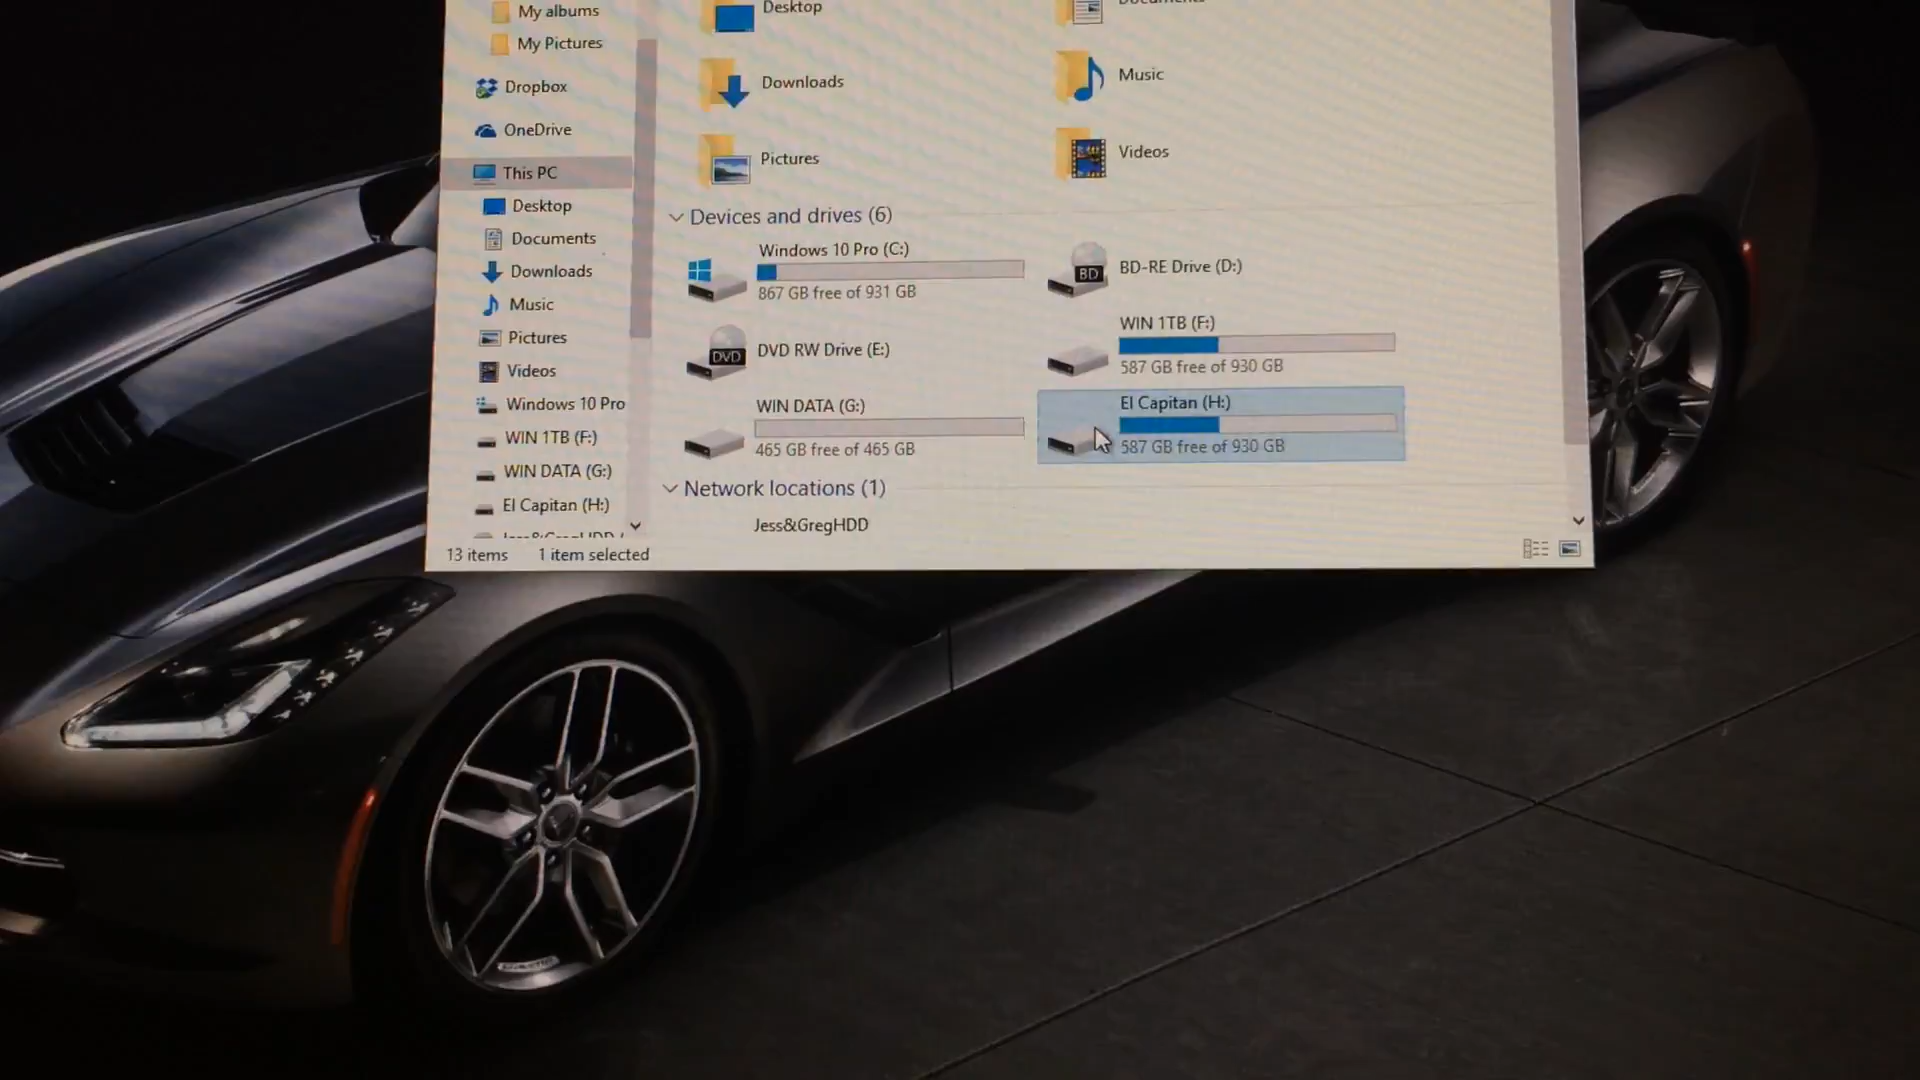 My albums
My Pictures
Dropbox
OneDrive
This PC
Desktop
Documents
Downloads
Music
Pictures
Videos
Windows 10 Pro
WIN 1TB (F:)
WIN DATA (G:)
El Capitan (H:)
13 items 1 item selected
Desktop
Documents
Downloads
Music
Pictures
Videos
Devices and drives (6)
Windows 10 Pro (C:)
867 GB free of 931 GB
BD
BD-RE Drive (D:)
DVD
DVD RW Drive (E:)
WIN 1TB (F:)
587 GB free of 930 GB
WIN DATA (G:)
465 GB free of 465 GB
El Capitan (H:)
587 GB free of 930 GB
Network locations (1)
Jess&GregHDD